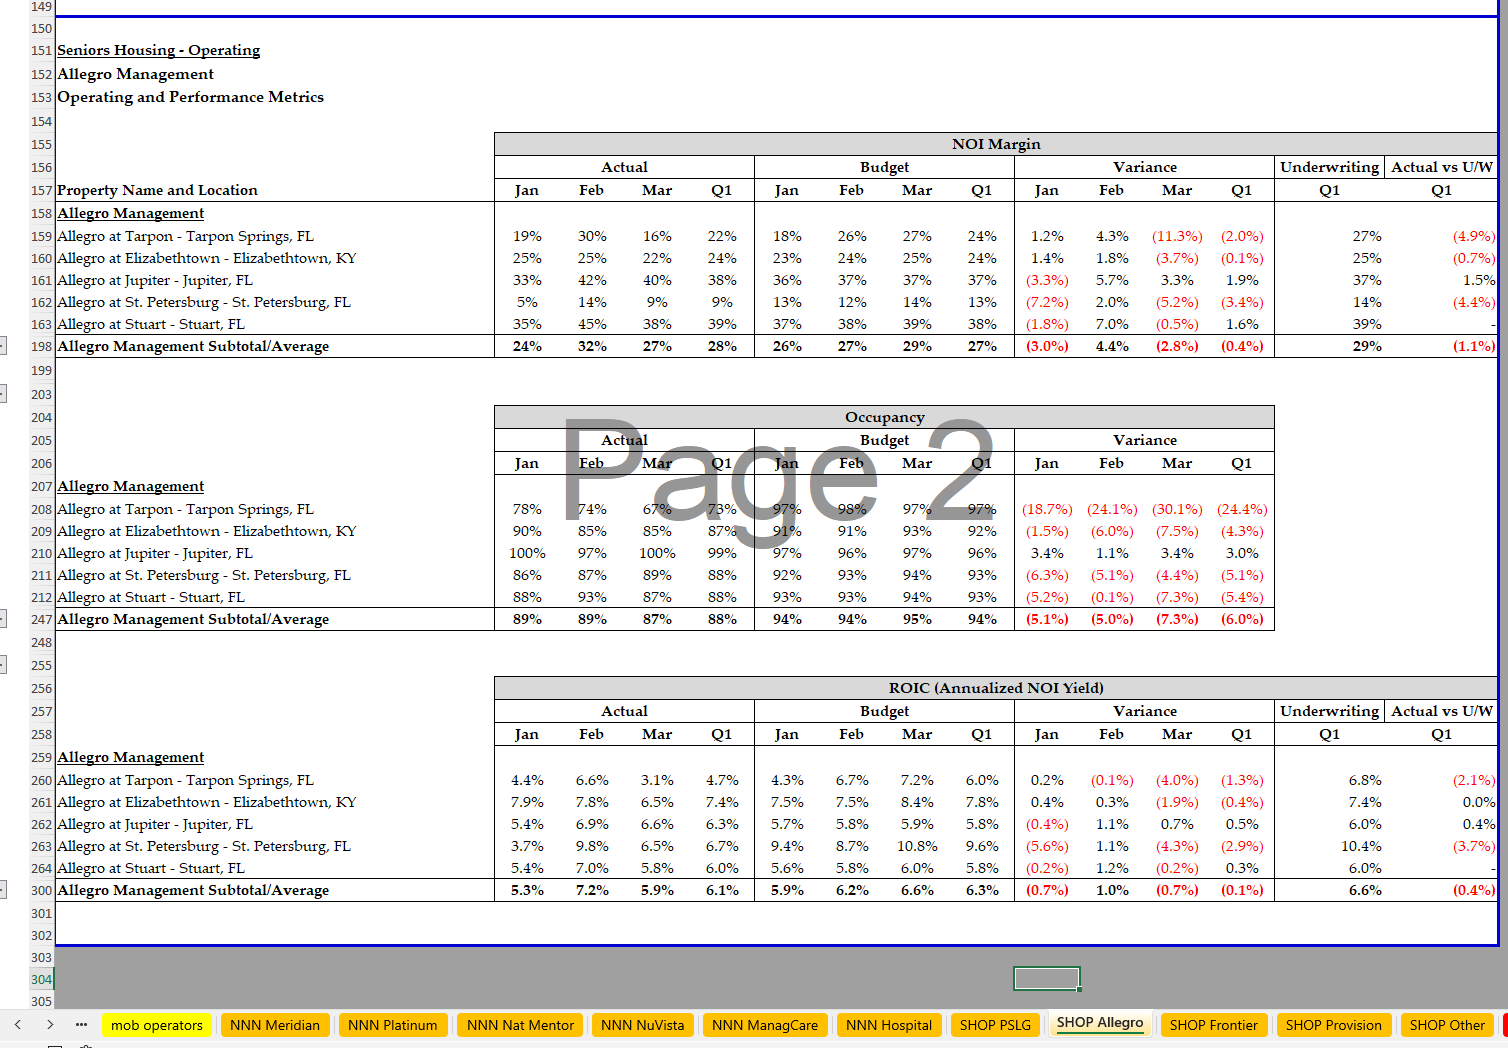 149
150
151 Seniors Housing - Operating
152 Allegro Management
153 Operating and Performance Metrics
154
155 NOI Margin
156 Actual Budget Variance Underwriting Actual vs U/W
157 Property Name and Location Jan Feb Mar Q1 Jan Feb Mar Q1 Jan Feb Mar Q1 Q1 Q1
158 Allegro Management
159 Allegro at Tarpon - Tarpon Springs, FL 19% 30% 16% 22% 18% 26% 27% 24% 1.2% 4.3% (11.3%) (2.0%) 27% (4.9%)
160 Allegro at Elizabethtown - Elizabethtown, KY 25% 25% 22% 24% 23% 24% 25% 24% 1.4% 1.8% (3.7%) (0.1%) 25% (0.7%)
161 Allegro at Jupiter - Jupiter, FL 33% 42% 40% 38% 36% 37% 37% 37% (3.3%) 5.7% 3.3% 1.9% 37% 1.5%
162 Allegro at St. Petersburg - St. Petersburg, FL 5% 14% 9% 9% 13% 12% 14% 13% (7.2%) 2.0% (5.2%) (3.4%) 14% (4.4%)
163 Allegro at Stuart - Stuart, FL 35% 45% 38% 39% 37% 38% 39% 38% (1.8%) 7.0% (0.5%) 1.6% 39% -
198 Allegro Management Subtotal/Average 24% 32% 27% 28% 26% 27% 29% 27% (3.0%) 4.4% (2.8%) (0.4%) 29% (1.1%)
199
203
204 Occupancy
205 Actual Budget Variance
206 Jan Feb Mar Q1 Jan Feb Mar Q1 Jan Feb Mar Q1
Page 2
207 Allegro Management
208 Allegro at Tarpon - Tarpon Springs, FL 78% 74% 67% 73% 97% 98% 97% 97% (18.7%) (24.1%) (30.1%) (24.4%)
209 Allegro at Elizabethtown - Elizabethtown, KY 90% 85% 85% 87% 91% 91% 93% 92% (1.5%) (6.0%) (7.5%) (4.3%)
210 Allegro at Jupiter - Jupiter, FL 100% 97% 100% 99% 97% 96% 97% 96% 3.4% 1.1% 3.4% 3.0%
211 Allegro at St. Petersburg - St. Petersburg, FL 86% 87% 89% 88% 92% 93% 94% 93% (6.3%) (5.1%) (4.4%) (5.1%)
212 Allegro at Stuart - Stuart, FL 88% 93% 87% 88% 93% 93% 94% 93% (5.2%) (0.1%) (7.3%) (5.4%)
247 Allegro Management Subtotal/Average 89% 89% 87% 88% 94% 94% 95% 94% (5.1%) (5.0%) (7.3%) (6.0%)
248
255
256 ROIC (Annualized NOI Yield)
257 Actual Budget Variance Underwriting Actual vs U/W
258 Jan Feb Mar Q1 Jan Feb Mar Q1 Jan Feb Mar Q1 Q1 Q1
259 Allegro Management
260 Allegro at Tarpon - Tarpon Springs, FL 4.4% 6.6% 3.1% 4.7% 4.3% 6.7% 7.2% 6.0% 0.2% (0.1%) (4.0%) (1.3%) 6.8% (2.1%)
261 Allegro at Elizabethtown - Elizabethtown, KY 7.9% 7.8% 6.5% 7.4% 7.5% 7.5% 8.4% 7.8% 0.4% 0.3% (1.9%) (0.4%) 7.4% 0.0%
262 Allegro at Jupiter - Jupiter, FL 5.4% 6.9% 6.6% 6.3% 5.7% 5.8% 5.9% 5.8% (0.4%) 1.1% 0.7% 0.5% 6.0% 0.4%
263 Allegro at St. Petersburg - St. Petersburg, FL 3.7% 9.8% 6.5% 6.7% 9.4% 8.7% 10.8% 9.6% (5.6%) 1.1% (4.3%) (2.9%) 10.4% (3.7%)
264 Allegro at Stuart - Stuart, FL 5.4% 7.0% 5.8% 6.0% 5.6% 5.8% 6.0% 5.8% (0.2%) 1.2% (0.2%) 0.3% 6.0% -
300 Allegro Management Subtotal/Average 5.3% 7.2% 5.9% 6.1% 5.9% 6.2% 6.6% 6.3% (0.7%) 1.0% (0.7%) (0.1%) 6.6% (0.4%)
301
302
303
304
305
mob operators NNN Meridian NNN Platinum NNN Nat Mentor NNN NuVista NNN ManagCare NNN Hospital SHOP PSLG SHOP Allegro SHOP Frontier SHOP Provision SHOP Other